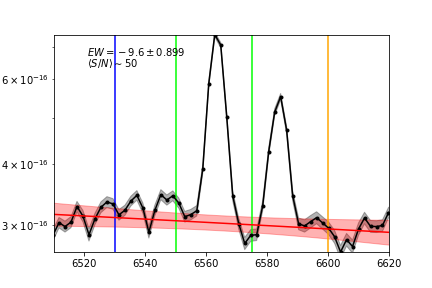 EW = −9.6 ± 0.899
⟨S/N⟩ ~ 50
6 × 10⁻¹⁶
4 × 10⁻¹⁶
3 × 10⁻¹⁶
6520 6540 6560 6580 6600 6620